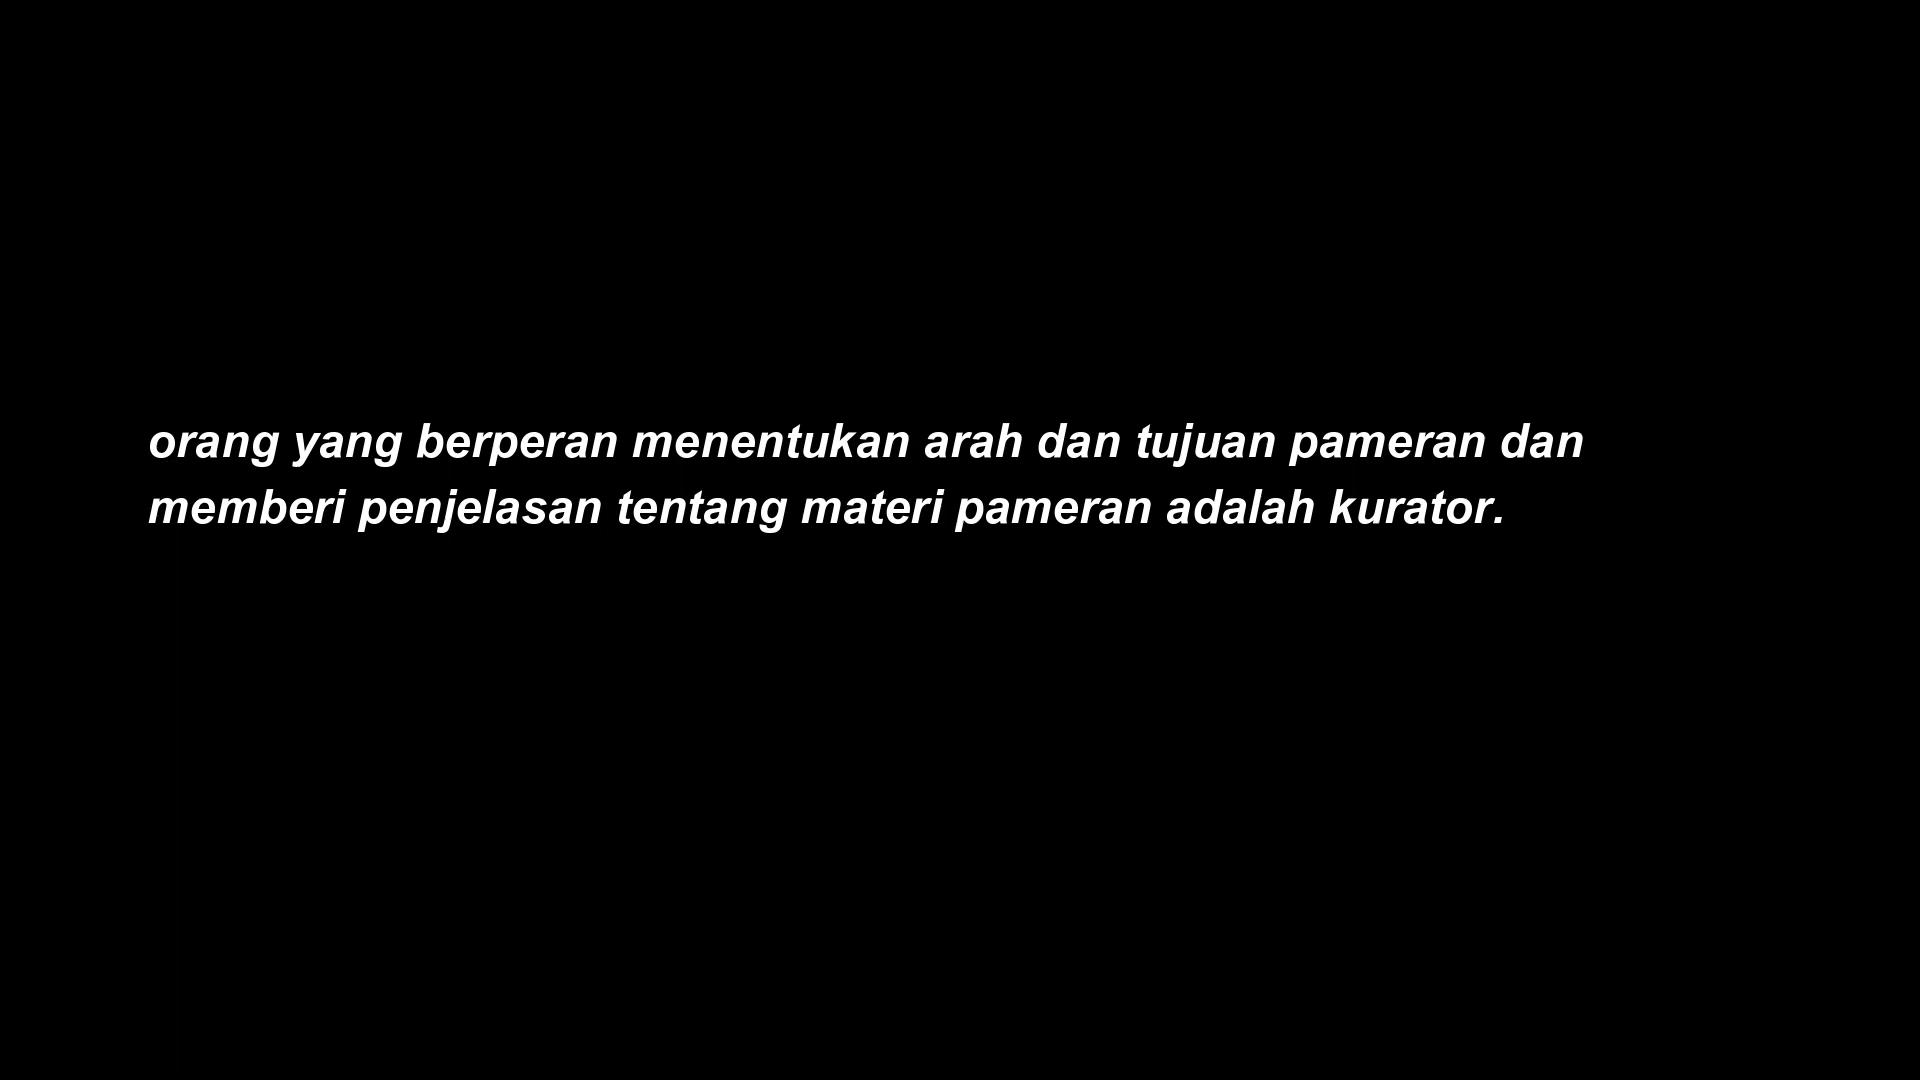 orang yang berperan menentukan arah dan tujuan pameran dan
memberi penjelasan tentang materi pameran adalah kurator.